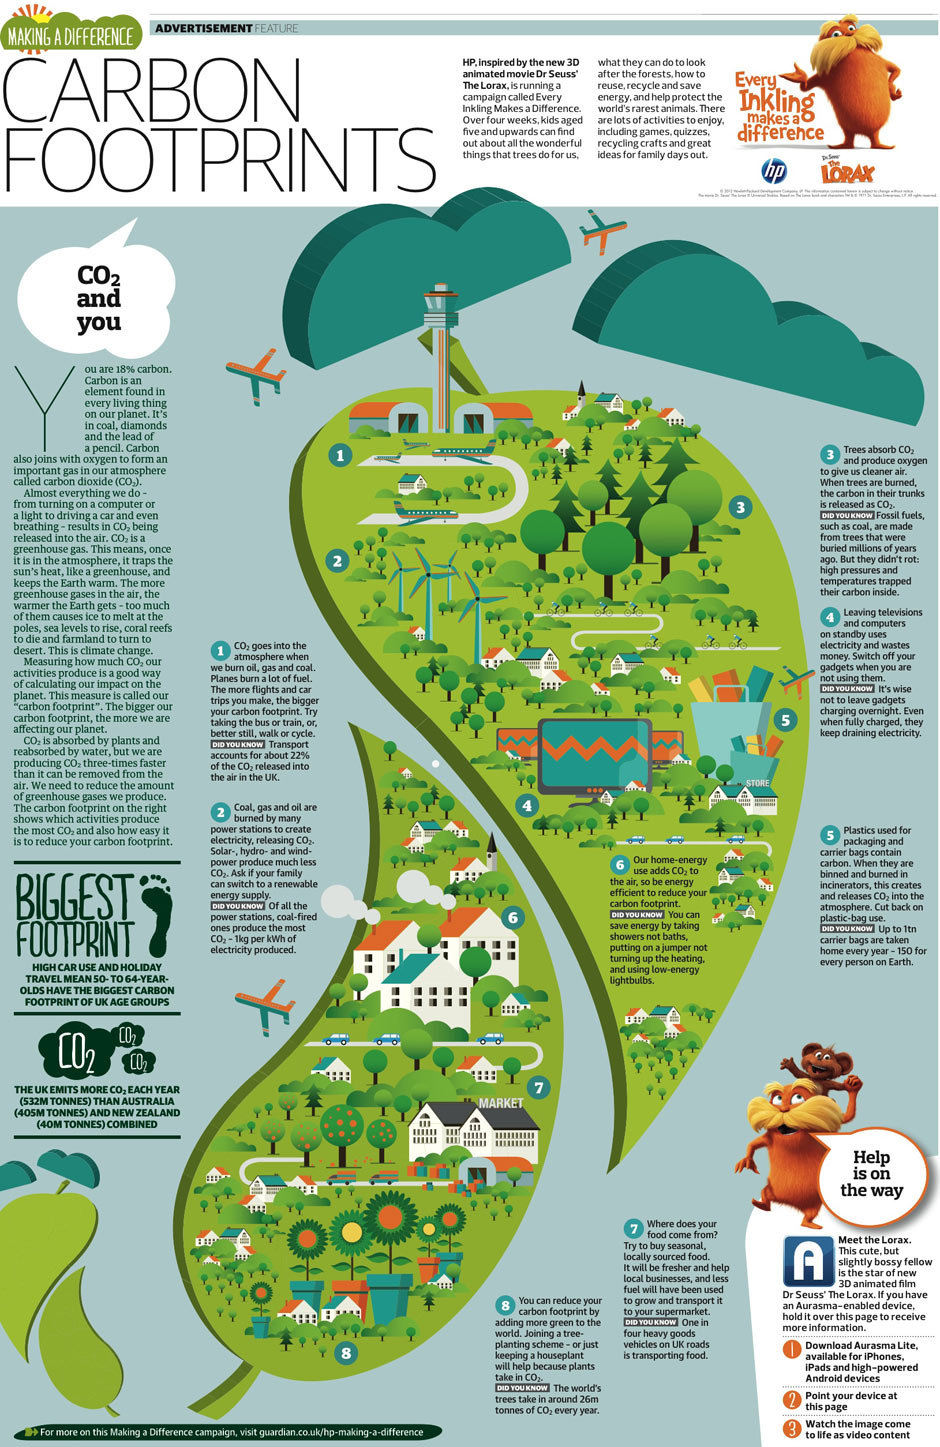 MAKING A DIFFERENCE
ADVERTISEMENT FEATURE
CARBON
FOOTPRINTS
HP, inspired by the new 3D
animated movie Dr Seuss'
The Lorax, is running a
campaign called Every
Inkling Makes a Difference.
Over four weeks, kids aged
five and upwards can find
out about all the wonderful
things that trees do for us,
what they can do to look
after the forests, how to
reuse, recycle and save
energy, and help protect the
world's rarest animals. There
are lots of activities to enjoy,
including games, quizzes,
recycling crafts and great
ideas for family days out.
Every
Inkling
makes a
difference
hp
Dr. Seuss'
THE LORAX
CO₂
and
you
You are 18% carbon.
Carbon is an
element found in
every living thing
on our planet. It's
in coal, diamonds
and the lead of
a pencil. Carbon
also joins with oxygen to form an
important gas in our atmosphere
called carbon dioxide (CO₂).
Almost everything we do –
from turning on a computer or
a light to driving a car and even
breathing – results in CO₂ being
released into the air. CO₂ is a
greenhouse gas. This means, once
it is in the atmosphere, it traps the
sun's heat, like a greenhouse, and
keeps the Earth warm. The more
greenhouse gases in the air, the
warmer the Earth gets – too much
of them causes ice to melt at the
poles, sea levels to rise, coral reefs
to die and farmland to turn to
desert. This is climate change.
Measuring how much CO₂ our
activities produce is a good way
of calculating our impact on the
planet. This measure is called our
"carbon footprint". The bigger our
carbon footprint, the more we are
affecting our planet.
CO₂ is absorbed by plants and
reabsorbed by water, but we are
producing CO₂ three-times faster
than it can be removed from the
air. We need to reduce the amount
of greenhouse gases we produce.
The carbon footprint on the right
shows which activities produce
the most CO₂ and also how easy it
is to reduce your carbon footprint.
BIGGEST
FOOTPRINT
HIGH CAR USE AND HOLIDAY
TRAVEL MEAN 50- TO 64-YEAR-
OLDS HAVE THE BIGGEST CARBON
FOOTPRINT OF UK AGE GROUPS
CO₂
CO₂
CO₂
THE UK EMITS MORE CO₂ EACH YEAR
(532M TONNES) THAN AUSTRALIA
(405M TONNES) AND NEW ZEALAND
(40M TONNES) COMBINED
1
2
3
4
5
STORE
6
7
MARKET
8
1 CO₂ goes into the
atmosphere when
we burn oil, gas and coal.
Planes burn a lot of fuel.
The more flights and car
trips you make, the bigger
your carbon footprint. Try
taking the bus or train, or,
better still, walk or cycle.
DID YOU KNOW Transport
accounts for about 22%
of the CO₂ released into
the air in the UK.
2 Coal, gas and oil are
burned by many
power stations to create
electricity, releasing CO₂.
Solar-, hydro- and wind-
power produce much less
CO₂. Ask if your family
can switch to a renewable
energy supply.
DID YOU KNOW Of all the
power stations, coal-fired
ones produce the most
CO₂ – 1kg per kWh of
electricity produced.
3 Trees absorb CO₂
and produce oxygen
to give us cleaner air.
When trees are burned,
the carbon in their trunks
is released as CO₂.
DID YOU KNOW Fossil fuels,
such as coal, are made
from trees that were
buried millions of years
ago. But they didn't rot:
high pressures and
temperatures trapped
their carbon inside.
4 Leaving televisions
and computers
on standby uses
electricity and wastes
money. Switch off your
gadgets when you are
not using them.
DID YOU KNOW It's wise
not to leave gadgets
charging overnight. Even
when fully charged, they
keep draining electricity.
5 Plastics used for
packaging and
carrier bags contain
carbon. When they are
binned and burned in
incinerators, this creates
and releases CO₂ into the
atmosphere. Cut back on
plastic-bag use.
DID YOU KNOW Up to 1tn
carrier bags are taken
home every year – 150 for
every person on Earth.
6 Our home-energy
use adds CO₂ to
the air, so be energy
efficient to reduce your
carbon footprint.
DID YOU KNOW You can
save energy by taking
showers not baths,
putting on a jumper not
turning up the heating,
and using low-energy
lightbulbs.
7 Where does your
food come from?
Try to buy seasonal,
locally sourced food.
It will be fresher and help
local businesses, and less
fuel will have been used
to grow and transport it
to your supermarket.
DID YOU KNOW One in
four heavy goods
vehicles on UK roads
is transporting food.
8 You can reduce your
carbon footprint by
adding more green to the
world. Joining a tree-
planting scheme – or just
keeping a houseplant
will help because plants
take in CO₂.
DID YOU KNOW The world's
trees take in around 26m
tonnes of CO₂ every year.
Help
is on
the way
A
Meet the Lorax.
This cute, but
slightly bossy fellow
is the star of new
3D animated film
Dr Seuss' The Lorax. If you have
an Aurasma-enabled device,
hold it over this page to receive
more information.
1 Download Aurasma Lite,
available for iPhones,
iPads and high-powered
Android devices
2 Point your device at
this page
3 Watch the image come
to life as video content
For more on this Making a Difference campaign, visit guardian.co.uk/hp-making-a-difference